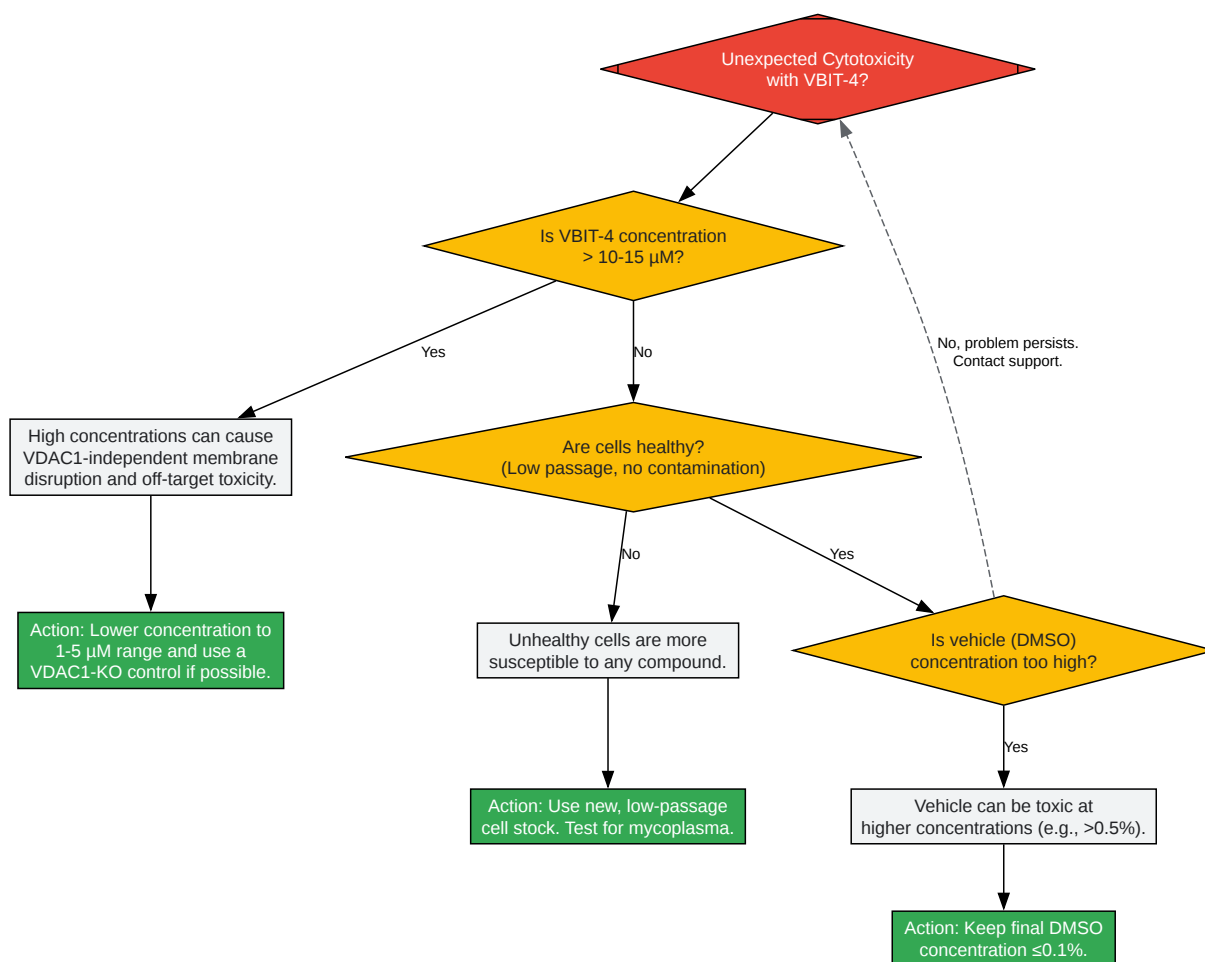 Unexpected Cytotoxicity
with VBIT-4?
Is VBIT-4 concentration
> 10-15 µM?
No, problem persists.
Contact support.
Yes
No
High concentrations can cause
VDAC1-independent membrane
disruption and off-target toxicity.
Are cells healthy?
(Low passage, no contamination)
No
Yes
Action: Lower concentration to
1-5 µM range and use a
VDAC1-KO control if possible.
Unhealthy cells are more
susceptible to any compound.
Is vehicle (DMSO)
concentration too high?
Yes
Action: Use new, low-passage
cell stock. Test for mycoplasma.
Vehicle can be toxic at
higher concentrations (e.g., >0.5%).
Action: Keep final DMSO
concentration ≤0.1%.